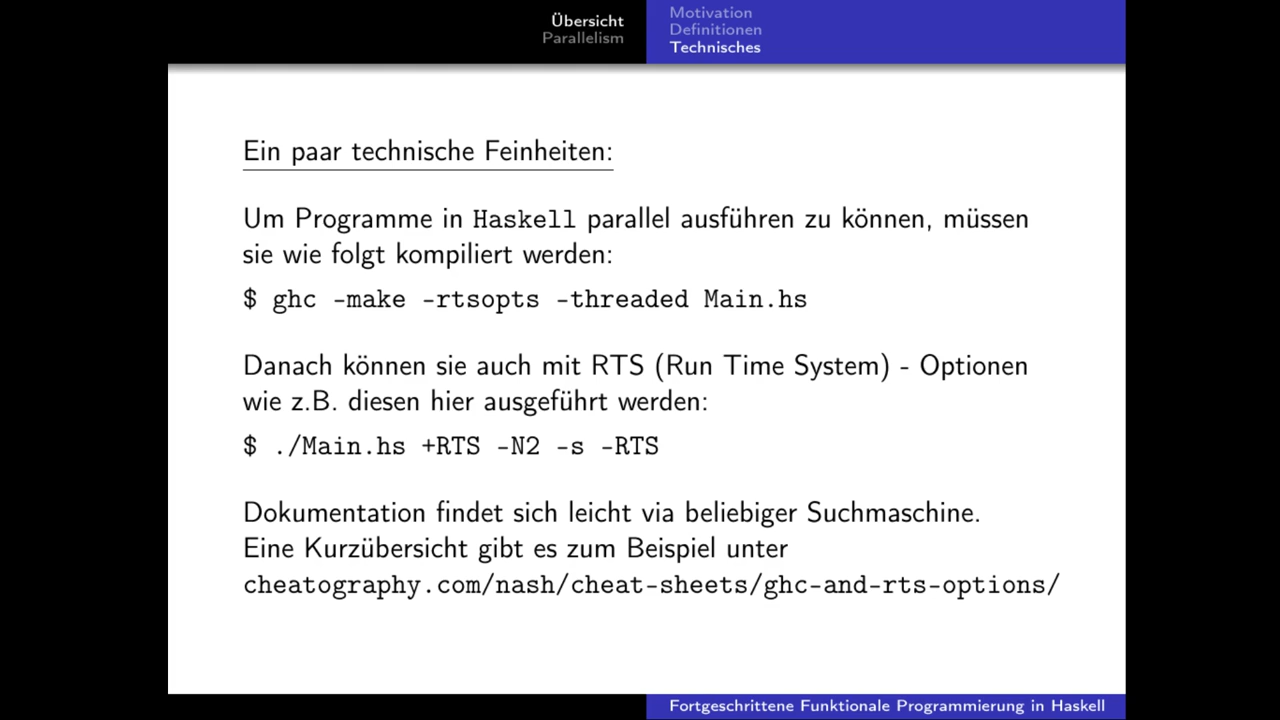 Übersicht
Parallelism
Motivation
Definitionen
Technisches
Ein paar technische Feinheiten:
Um Programme in Haskell parallel ausführen zu können, müssen
sie wie folgt kompiliert werden:
$ ghc -make -rtsopts -threaded Main.hs
Danach können sie auch mit RTS (Run Time System) - Optionen
wie z.B. diesen hier ausgeführt werden:
$ ./Main.hs +RTS -N2 -s -RTS
Dokumentation findet sich leicht via beliebiger Suchmaschine.
Eine Kurzübersicht gibt es zum Beispiel unter
cheatography.com/nash/cheat-sheets/ghc-and-rts-options/
Fortgeschrittene Funktionale Programmierung in Haskell